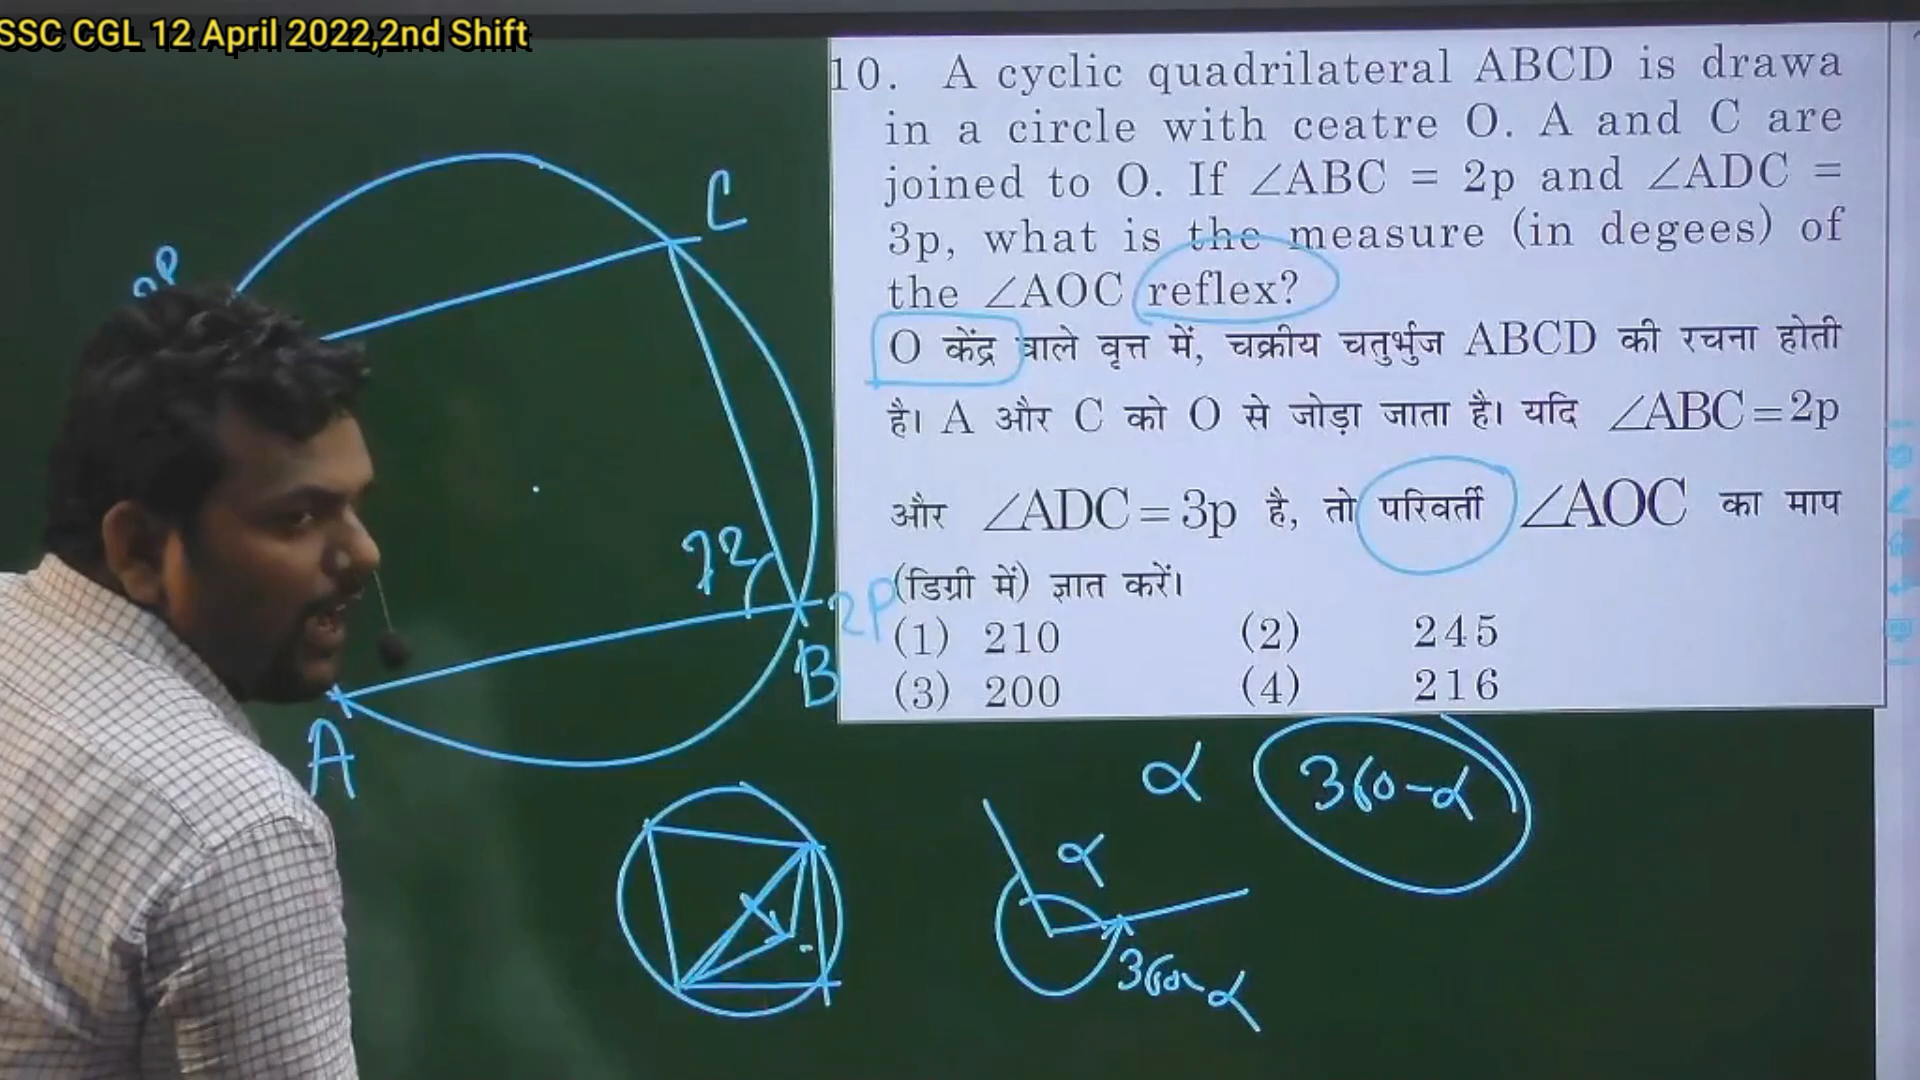 SSC CGL 12 April 2022,2nd Shift
10. A cyclic quadrilateral ABCD is drawa
in a circle with ceatre O. A and C are
joined to O. If ∠ABC = 2p and ∠ADC =
3p, what is the measure (in degees) of
the ∠AOC reflex?
O केंद्र वाले वृत्त में, चक्रीय चतुर्भुज ABCD की रचना होती
है। A और C को O से जोड़ा जाता है। यदि ∠ABC=2p
और ∠ADC=3p है, तो परिवर्ती ∠AOC का माप
(डिग्री में) ज्ञात करें।
(1) 210 (2) 245
(3) 200 (4) 216
C
72
2P
B
A
α 360-α
α
360-α